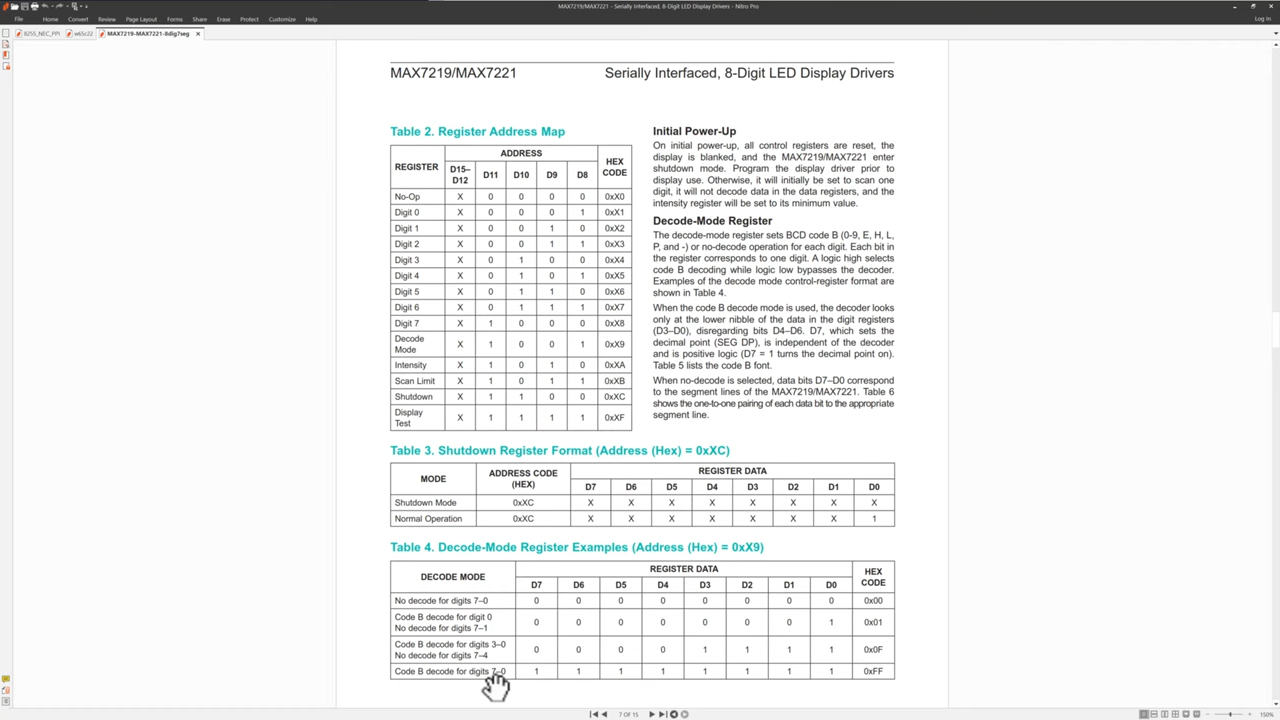 MAX7219/MAX7221 - Serially Interfaced, 8-Digit LED Display Drivers - Nitro Pro
File Home Convert Review Page Layout Forms Share Erase Protect Customize Help
Log In
8255_NEC_PPI w65c22 MAX7219-MAX7221-8dig7seg
MAX7219/MAX7221 Serially Interfaced, 8-Digit LED Display Drivers
Table 2. Register Address Map
REGISTER ADDRESS HEX CODE
D15–D12 D11 D10 D9 D8
No-Op X 0 0 0 0 0xX0
Digit 0 X 0 0 0 1 0xX1
Digit 1 X 0 0 1 0 0xX2
Digit 2 X 0 0 1 1 0xX3
Digit 3 X 0 1 0 0 0xX4
Digit 4 X 0 1 0 1 0xX5
Digit 5 X 0 1 1 0 0xX6
Digit 6 X 0 1 1 1 0xX7
Digit 7 X 1 0 0 0 0xX8
Decode Mode X 1 0 0 1 0xX9
Intensity X 1 0 1 0 0xXA
Scan Limit X 1 0 1 1 0xXB
Shutdown X 1 1 0 0 0xXC
Display Test X 1 1 1 1 0xXF
Initial Power-Up
On initial power-up, all control registers are reset, the
display is blanked, and the MAX7219/MAX7221 enter
shutdown mode. Program the display driver prior to
display use. Otherwise, it will initially be set to scan one
digit, it will not decode data in the data registers, and the
intensity register will be set to its minimum value.
Decode-Mode Register
The decode-mode register sets BCD code B (0-9, E, H, L,
P, and -) or no-decode operation for each digit. Each bit in
the register corresponds to one digit. A logic high selects
code B decoding while logic low bypasses the decoder.
Examples of the decode mode control-register format are
shown in Table 4.
When the code B decode mode is used, the decoder looks
only at the lower nibble of the data in the digit registers
(D3–D0), disregarding bits D4–D6. D7, which sets the
decimal point (SEG DP), is independent of the decoder
and is positive logic (D7 = 1 turns the decimal point on).
Table 5 lists the code B font.
When no-decode is selected, data bits D7–D0 correspond
to the segment lines of the MAX7219/MAX7221. Table 6
shows the one-to-one pairing of each data bit to the appropriate
segment line.
Table 3. Shutdown Register Format (Address (Hex) = 0xXC)
MODE ADDRESS CODE (HEX) REGISTER DATA
D7 D6 D5 D4 D3 D2 D1 D0
Shutdown Mode 0xXC X X X X X X X X
Normal Operation 0xXC X X X X X X X 1
Table 4. Decode-Mode Register Examples (Address (Hex) = 0xX9)
DECODE MODE REGISTER DATA HEX CODE
D7 D6 D5 D4 D3 D2 D1 D0
No decode for digits 7–0 0 0 0 0 0 0 0 0 0x00
Code B decode for digit 0
No decode for digits 7–1 0 0 0 0 0 0 0 1 0x01
Code B decode for digits 3–0
No decode for digits 7–4 0 0 0 0 1 1 1 1 0x0F
Code B decode for digits 7–0 1 1 1 1 1 1 1 1 0xFF
7 OF 15
150%